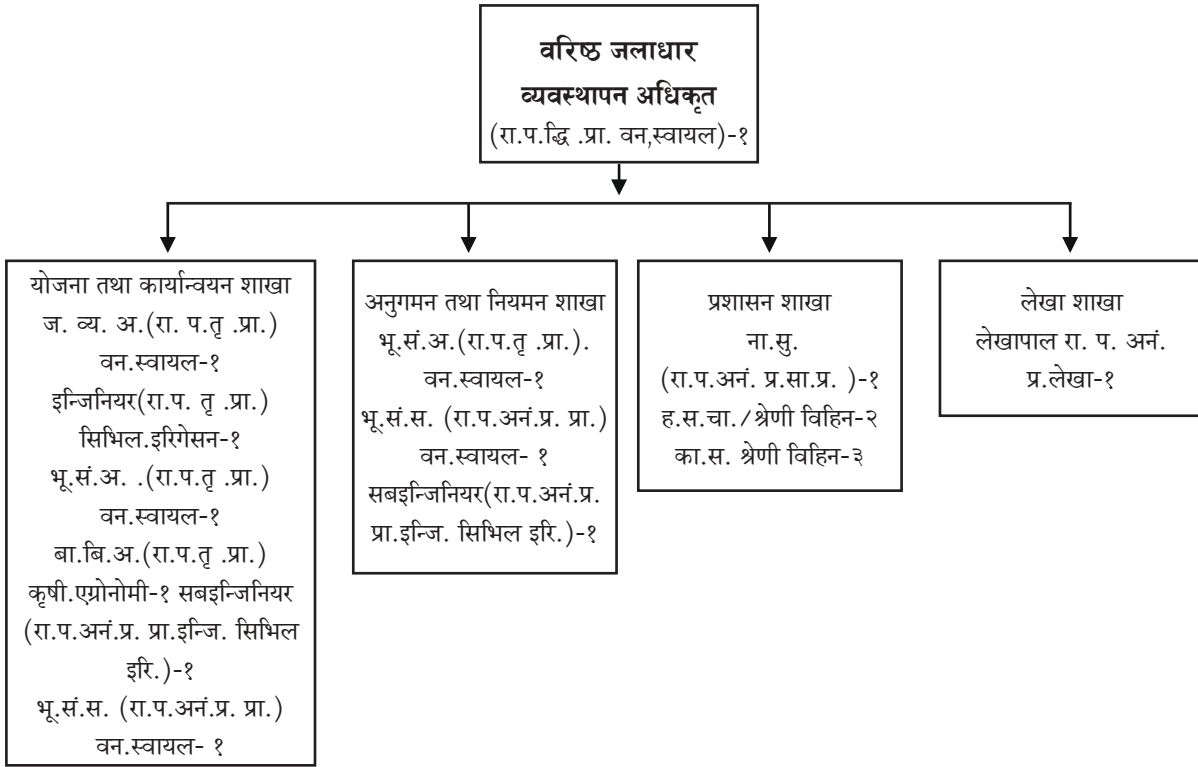 वरिष्ठ जलाधार
व्यवस्थापन अधिकृत
(रा.प.द्धि .प्रा. वन,स्वायल)-१
योजना तथा कार्यान्वयन शाखा
ज. व्य. अ.(रा. प.तृ .प्रा.)
वन.स्वायल-१
इन्जिनियर(रा.प. तृ .प्रा.)
सिभिल.इरिगेसन-१
भू.सं.अ. .(रा.प.तृ .प्रा.)
वन.स्वायल-१
बा.बि.अ.(रा.प.तृ .प्रा.)
कृषी.एग्रोनोमी-१ सबइन्जिनियर
(रा.प.अनं.प्र. प्रा.इन्जि. सिभिल
इरि.)-१
भू.सं.स. (रा.प.अनं.प्र. प्रा.)
वन.स्वायल- १
अनुगमन तथा नियमन शाखा
भू.सं.अ.(रा.प.तृ .प्रा.).
वन.स्वायल-१
भू.सं.स. (रा.प.अनं.प्र. प्रा.)
वन.स्वायल- १
सबइन्जिनियर(रा.प.अनं.प्र.
प्रा.इन्जि. सिभिल इरि.)-१
प्रशासन शाखा
ना.सु.
(रा.प.अनं. प्र.सा.प्र. )-१
ह.स.चा./श्रेणी विहिन-२
का.स. श्रेणी विहिन-३
लेखा शाखा
लेखापाल रा. प. अनं.
प्र.लेखा-१